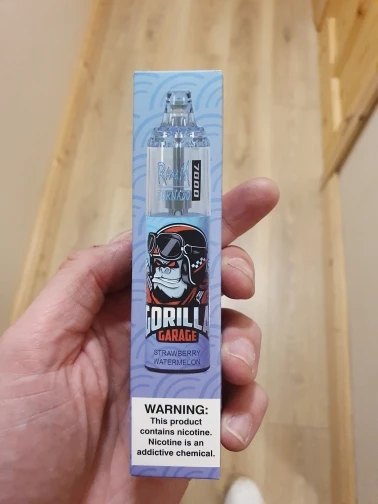 7000
GORILLA
GARAGE
STRAWBERRY
WATERMELON
WARNING:
This product
contains nicotine.
Nicotine is an
addictive chemical.